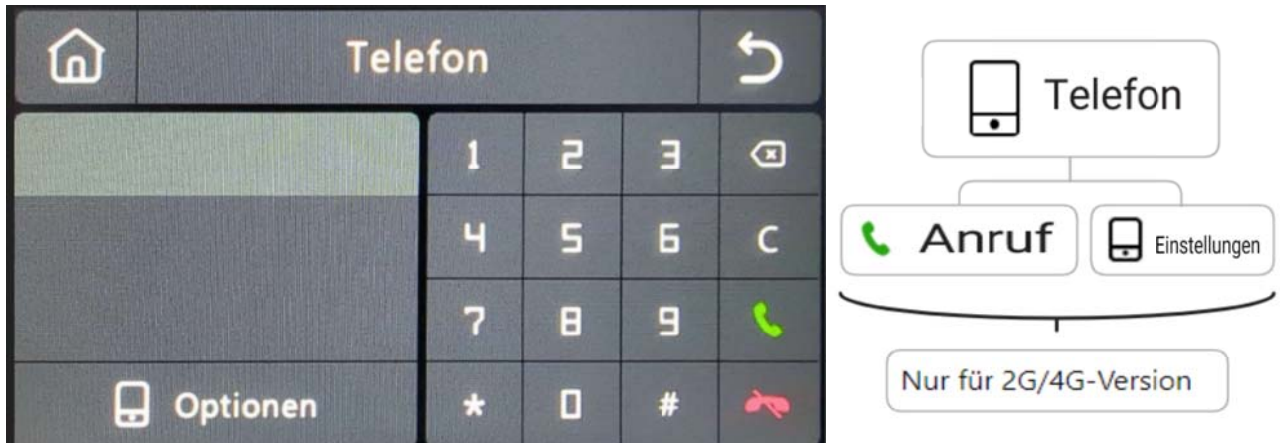 Telefon
1 2 3
4 5 6 C
7 8 9
Optionen * 0 #
Telefon
Anruf Einstellungen
Nur für 2G/4G-Version